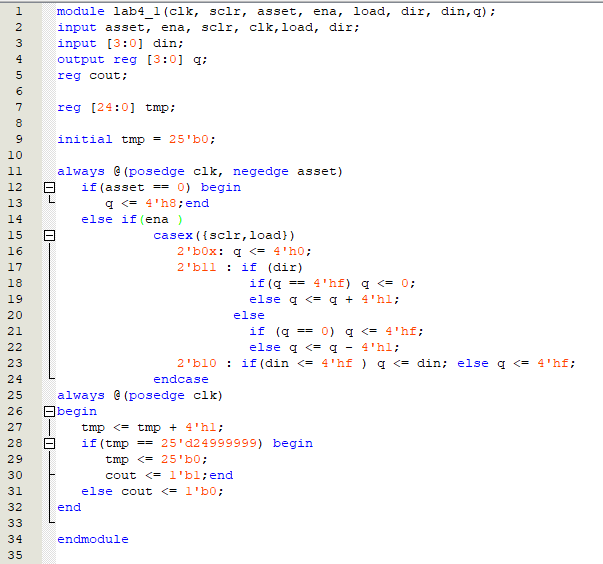 1 module lab4_1(clk, sclr, asset, ena, load, dir, din,q);
2 input asset, ena, sclr, clk,load, dir;
3 input [3:0] din;
4 output reg [3:0] q;
5 reg cout;
6
7 reg [24:0] tmp;
8
9 initial tmp = 25'b0;
10
11 always @(posedge clk, negedge asset)
12 if(asset == 0) begin
13 q <= 4'h8;end
14 else if(ena )
15 casex({sclr,load})
16 2'b0x: q <= 4'h0;
17 2'b11 : if (dir)
18 if(q == 4'hf) q <= 0;
19 else q <= q + 4'h1;
20 else
21 if (q == 0) q <= 4'hf;
22 else q <= q - 4'h1;
23 2'b10 : if(din <= 4'hf ) q <= din; else q <= 4'hf;
24 endcase
25 always @(posedge clk)
26 begin
27 tmp <= tmp + 4'h1;
28 if(tmp == 25'd24999999) begin
29 tmp <= 25'b0;
30 cout <= 1'b1;end
31 else cout <= 1'b0;
32 end
33
34 endmodule
35